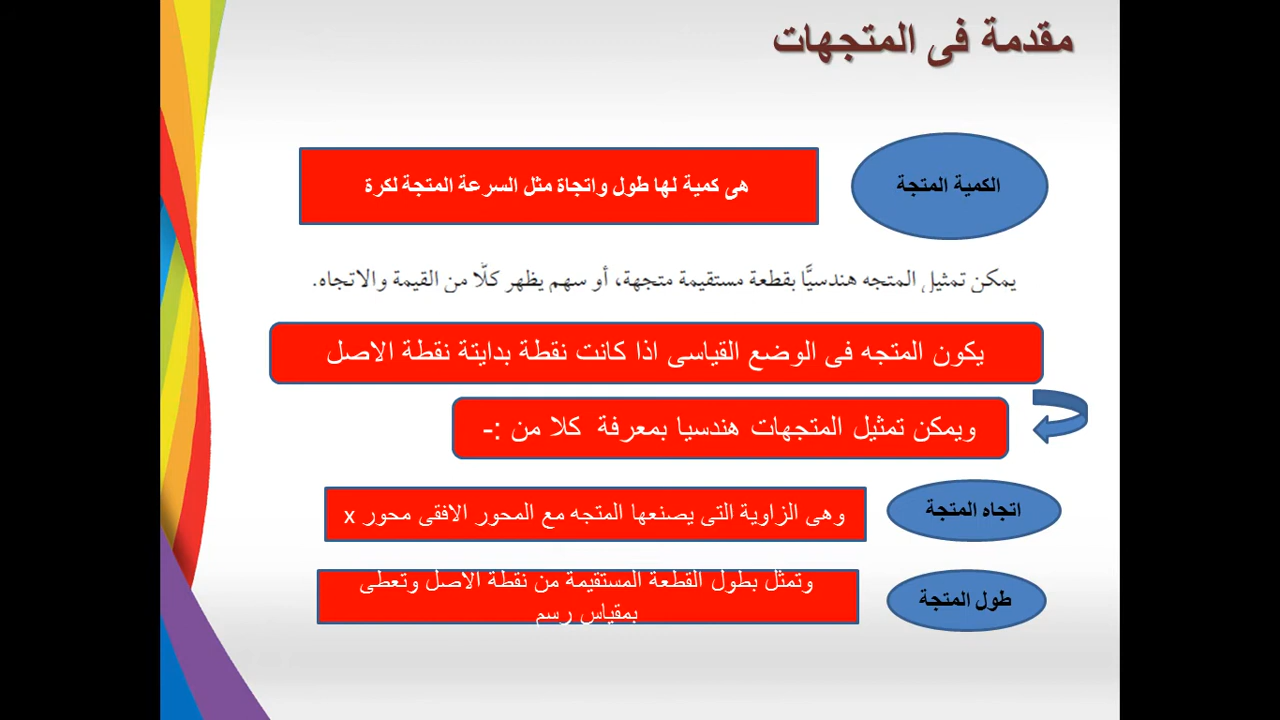 مقدمة فى المتجهات
الكمية المتجة
هى كمية لها طول واتجاة مثل السرعة المتجة لكرة
يمكن تمثيل المتجه هندسيًّا بقطعة مستقيمة متجهة، أو سهم يظهر كلًّا من القيمة والاتجاه.
يكون المتجه فى الوضع القياسى اذا كانت نقطة بدايتة نقطة الاصل
ويمكن تمثيل المتجهات هندسيا بمعرفة كلا من :-
اتجاه المتجة
وهى الزاوية التى يصنعها المتجه مع المحور الافقى محور x
طول المتجة
وتمثل بطول القطعة المستقيمة من نقطة الاصل وتعطى
بمقياس رسم